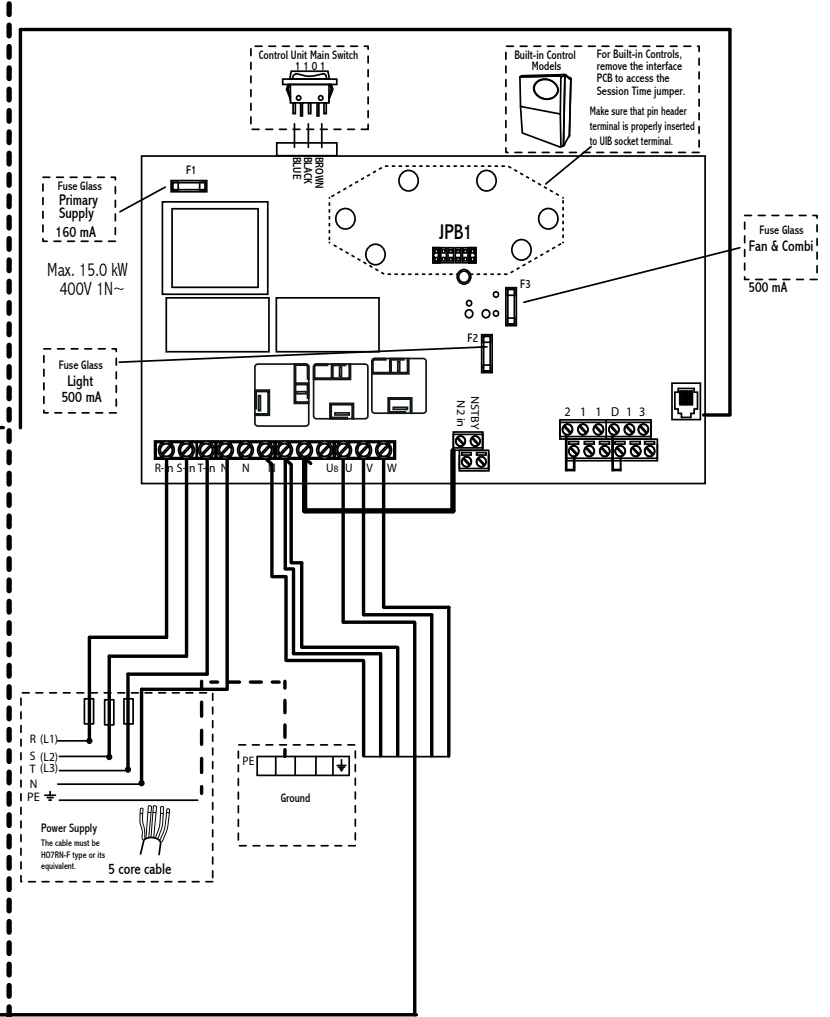 Control Unit Main Switch
1 1 0 1
BLUE
BLACK
BROWN
Built-in Control
Models
For Built-in Controls,
remove the interface
PCB to access the
Session Time jumper.
Make sure that pin header
terminal is properly inserted
to UIB socket terminal.
F1
Fuse Glass
Primary
Supply
160 mA
Max. 15.0 kW
400V 1N~
JPB1
Fuse Glass
Fan & Combi
500 mA
F3
F2
Fuse Glass
Light
500 mA
NSTBY
N 2 in
2 1 1 D 1 3
R-in S-in T-in N N N UB U V W
R (L1)
S (L2)
T (L3)
N
PE
Power Supply
The cable must be
HO7RN-F type or its
equivalent.
5 core cable
PE
Ground